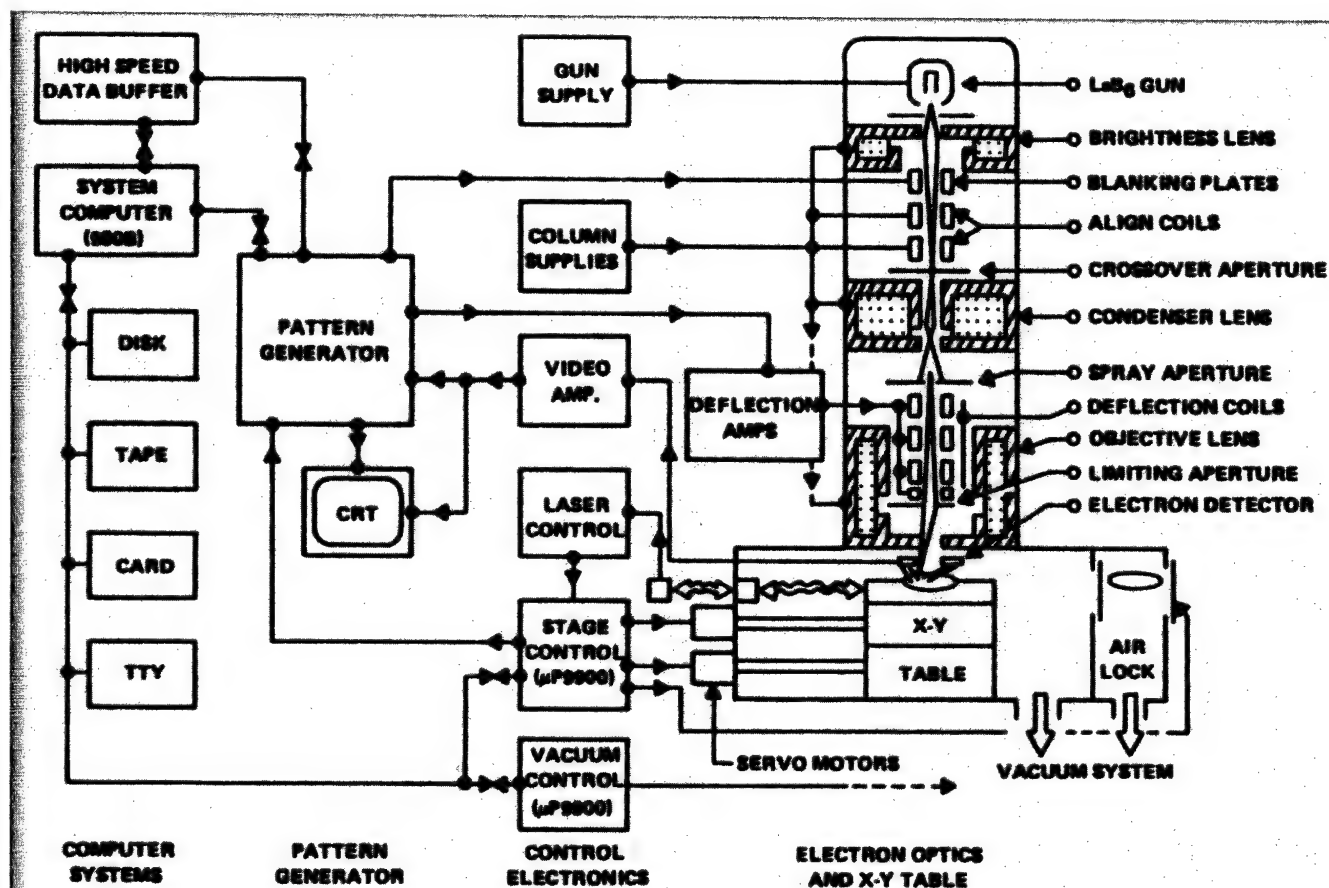 HIGH SPEED
DATA BUFFER
SYSTEM
COMPUTER
(980B)
DISK
TAPE
CARD
TTY
PATTERN
GENERATOR
CRT
GUN
SUPPLY
COLUMN
SUPPLIES
VIDEO
AMP.
LASER
CONTROL
STAGE
CONTROL
(μP9900)
VACUUM
CONTROL
(μP9900)
DEFLECTION
AMPS
LaB6 GUN
BRIGHTNESS LENS
BLANKING PLATES
ALIGN COILS
CROSSOVER APERTURE
CONDENSER LENS
SPRAY APERTURE
DEFLECTION COILS
OBJECTIVE LENS
LIMITING APERTURE
ELECTRON DETECTOR
X-Y
TABLE
AIR
LOCK
SERVO MOTORS
VACUUM SYSTEM
COMPUTER
SYSTEMS
PATTERN
GENERATOR
CONTROL
ELECTRONICS
ELECTRON OPTICS
AND X-Y TABLE